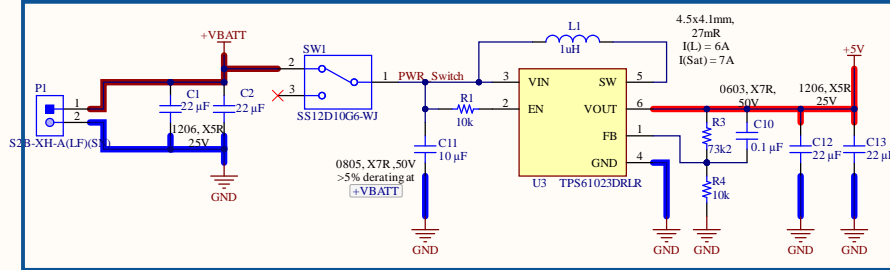 4.5x4.1mm,
27mR
I(L) = 6A
I(Sat) = 7A
L1
1uH
+VBATT
+5V
SW1
2
3
1
PWR_Switch
SS12D10G6-WJ
P1
1
2
S2B-XH-A(LF)(SN)
C1
22 µF
C2
22 µF
1206, X5R
25V
GND
R1
10k
C11
10 µF
0805, X7R, 50V
>5% derating at
+VBATT
GND
3
VIN
SW
5
2
EN
VOUT
6
FB
1
GND
4
U3
TPS61023DRLR
GND
0603, X7R,
50V
R3
73k2
C10
0.1 µF
R4
10k
GND
1206, X5R
25V
C12
22 µF
GND
C13
22 µF
GND